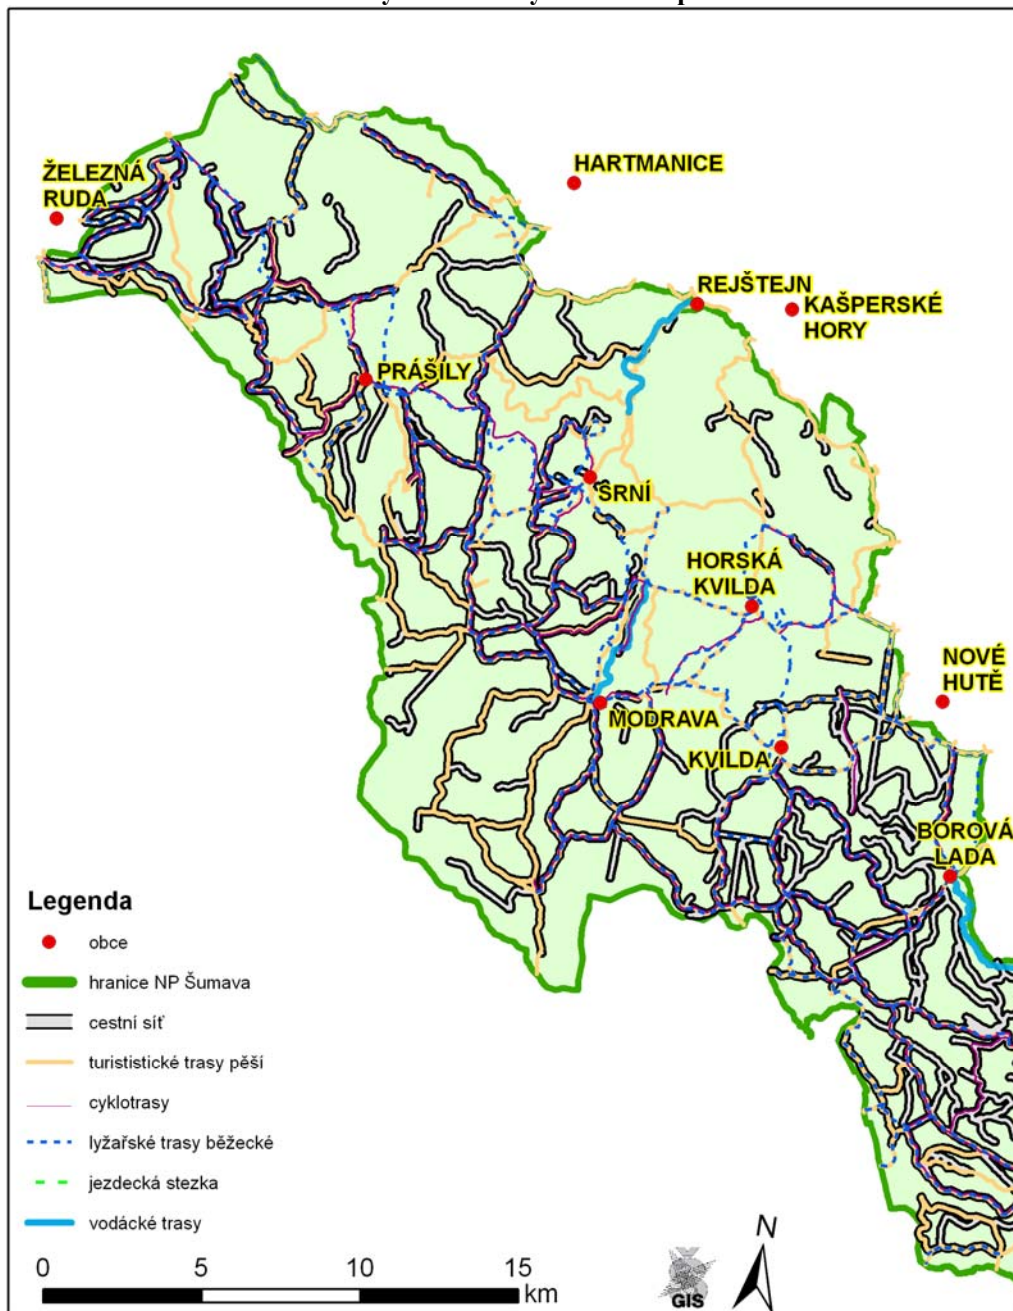 ŽELEZNÁ
RUDA
HARTMANICE
REJŠTEJN
KAŠPERSKÉ
HORY
PRÁŠILY
SRNÍ
HORSKÁ
KVILDA
NOVÉ
HUTĚ
MODRAVA
KVILDA
BOROVÁ
LADA
Legenda
obce
hranice NP Šumava
cestní síť
turististické trasy pěší
cyklotrasy
lyžařské trasy běžecké
jezdecká stezka
vodácké trasy
0 5 10 15
km
GIS
N